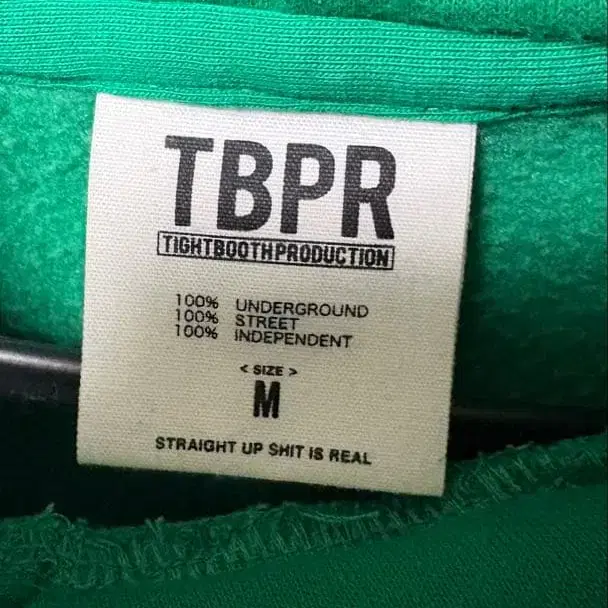 TBPR
TIGHTBOOTHPRODUCTION
100% UNDERGROUND
100% STREET
100% INDEPENDENT
< SIZE >
M
STRAIGHT UP SHIT IS REAL